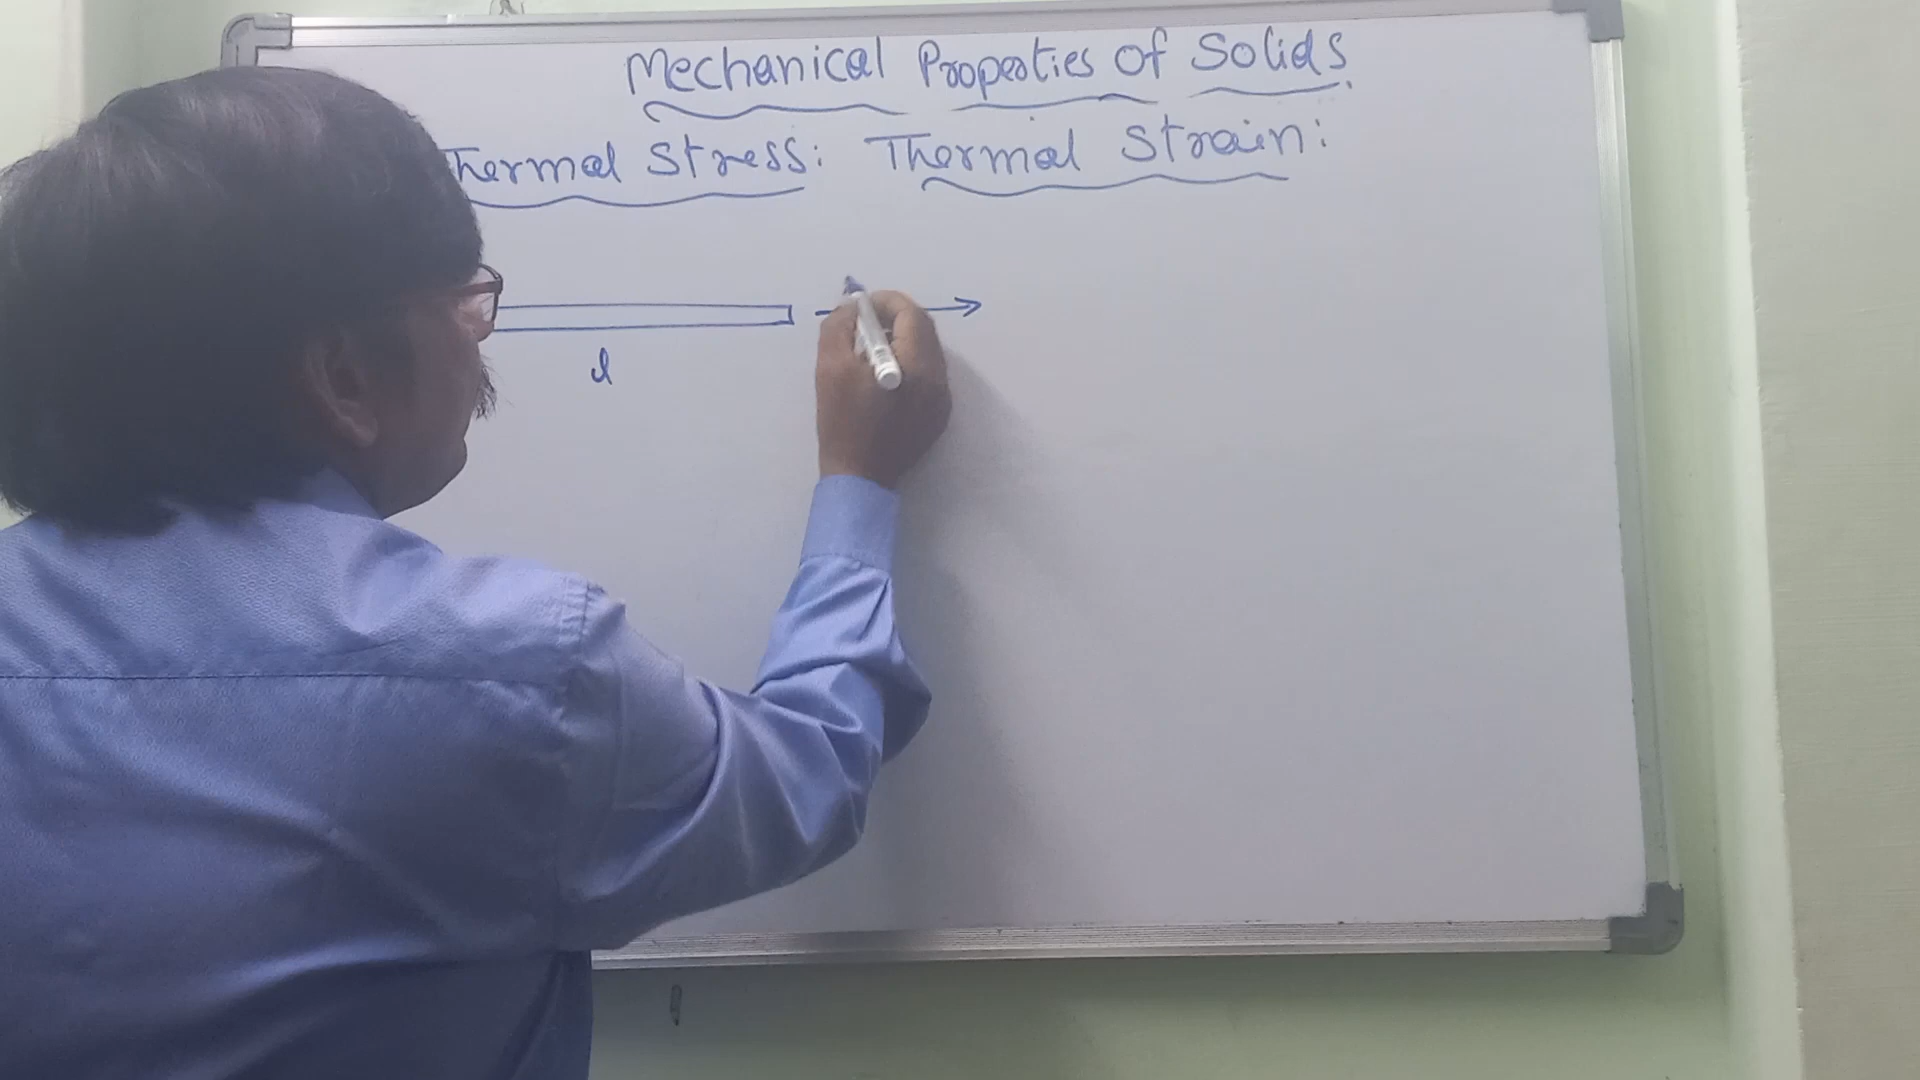 Mechanical Properties of Solids.
Thermal Stress: Thermal Strain:
l